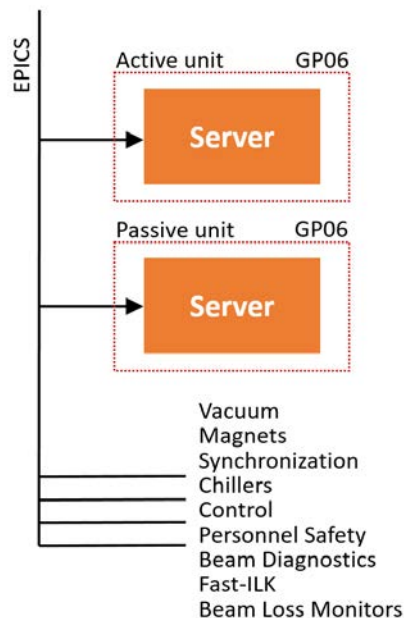 EPICS
Active unit GP06
Server
Passive unit GP06
Server
Vacuum
Magnets
Synchronization
Chillers
Control
Personnel Safety
Beam Diagnostics
Fast-ILK
Beam Loss Monitors